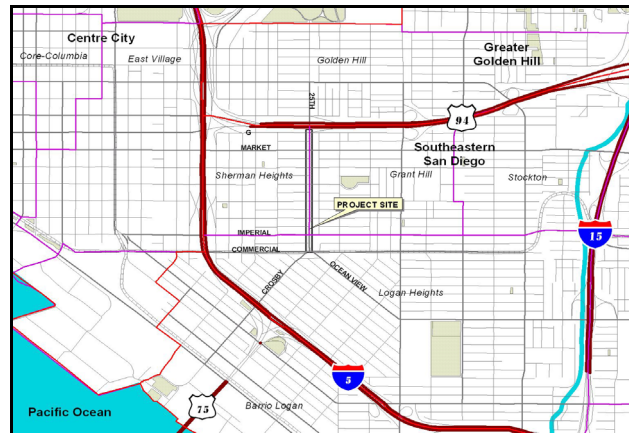 Centre City
Core-Columbia
East Village
Golden Hill
Greater
Golden Hill
25TH
94
G
MARKET
Southeastern
San Diego
Sherman Heights
Grant Hill
Stockton
PROJECT SITE
IMPERIAL
COMMERCIAL
15
CROSBY
OCEAN VIEW
Logan Heights
5
75
Barrio Logan
Pacific Ocean